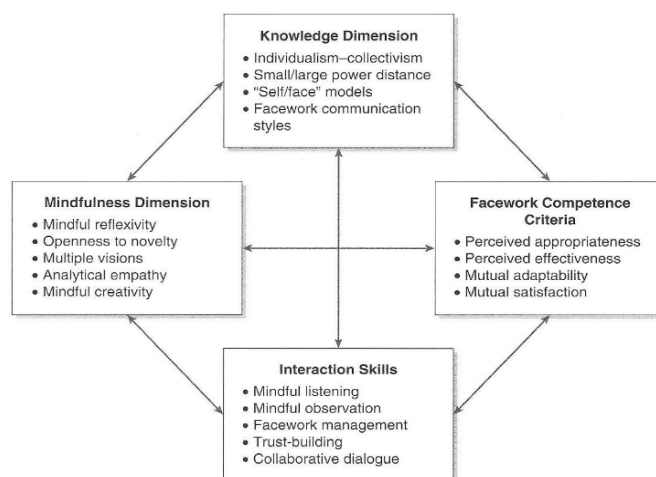 Knowledge Dimension
• Individualism–collectivism
• Small/large power distance
• “Self/face” models
• Facework communication
styles
Mindfulness Dimension
• Mindful reflexivity
• Openness to novelty
• Multiple visions
• Analytical empathy
• Mindful creativity
Facework Competence
Criteria
• Perceived appropriateness
• Perceived effectiveness
• Mutual adaptability
• Mutual satisfaction
Interaction Skills
• Mindful listening
• Mindful observation
• Facework management
• Trust-building
• Collaborative dialogue